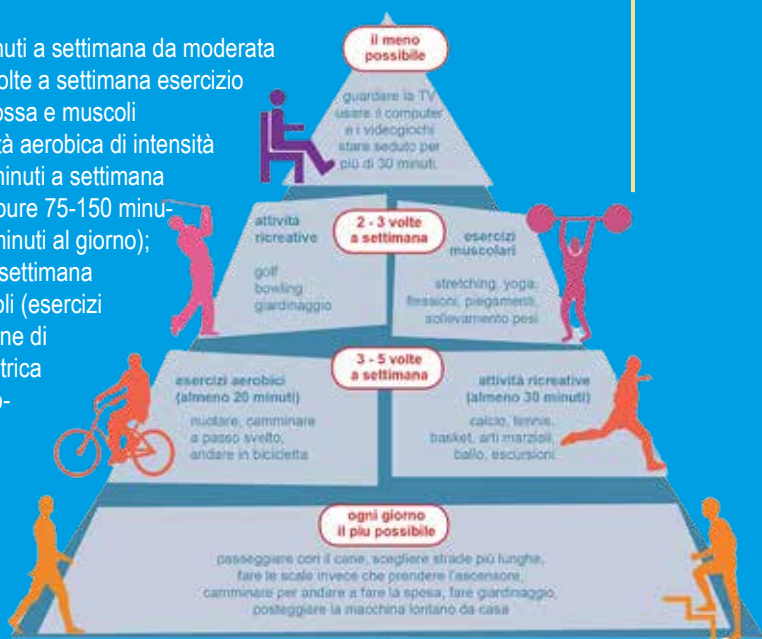 nuti a settimana da moderata
olte a settimana esercizio
ossa e muscoli
tà aerobica di intensità
minuti a settimana
pure 75-150 minu-
minuti al giorno);
settimana
oli (esercizi
ne di
trica
o-
il meno
possibile
guardare la TV
usare il computer
e i videogiochi
stare seduto per
più di 30 minuti.
2 - 3 volte
a settimana
attività
ricreative
golf
bowling
giardinaggio
esercizi
muscolari
stretching, yoga,
flessioni, piegamenti,
sollevamento pesi
3 - 5 volte
a settimana
esercizi aerobici
(almeno 20 minuti)
nuotare, camminare
a passo svelto,
andare in bicicletta
attività ricreative
(almeno 30 minuti)
calcio, tennis,
basket, arti marziali,
ballo, escursioni
ogni giorno
il piu possibile
passeggiare con il cane, scegliere strade più lunghe,
fare le scale invece che prendere l'ascensore,
camminare per andare a fare la spesa, fare giardinaggio,
posteggiare la macchina lontano da casa